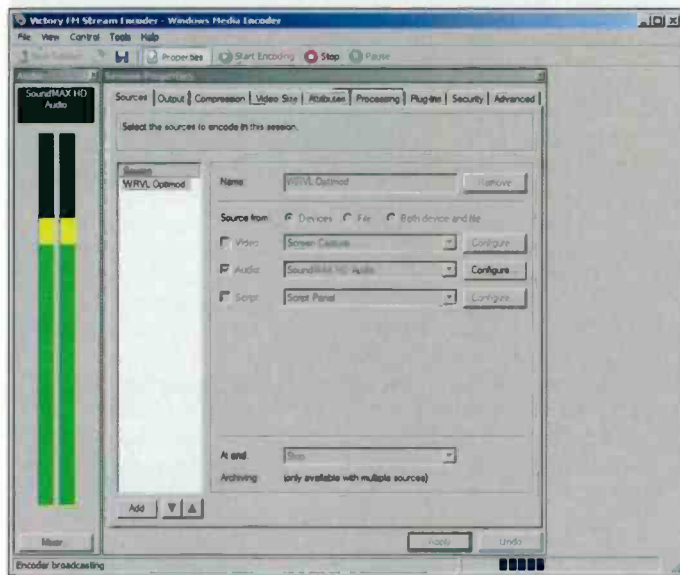 Victory FM Stream Encoder - Windows Media Encoder
File View Control Tools Help
Properties Start Encoding Stop Pause
Audio
Session Properties
SoundMAX HD
Audio
Sources Output Compression Video Size Attributes Processing Plug-ins Security Advanced
Select the sources to encode in this session.
Source
WRVL Optimod
Name: WRVL Optimod Remove
Source from: Devices File Both device and file
Video: Screen Capture Configure
Audio: SoundMAX HD Audio Configure...
Script: Script Panel Configure
At end: Stop
Archiving: (only available with multiple sources)
Add
Mixer
Apply Undo
Encoder broadcasting